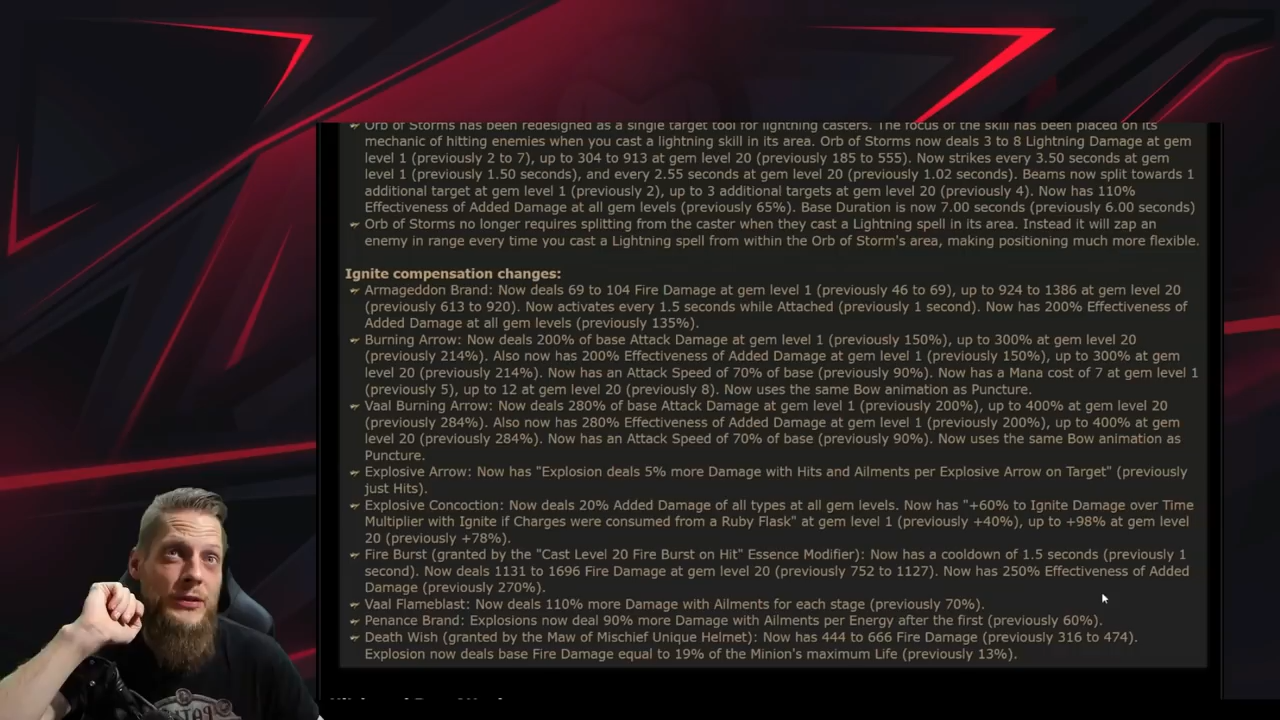 Orb of Storms has been redesigned as a single target tool for lightning casters. The focus of the skill has been placed on its
mechanic of hitting enemies when you cast a lightning skill in its area. Orb of Storms now deals 3 to 8 Lightning Damage at gem
level 1 (previously 2 to 7), up to 304 to 913 at gem level 20 (previously 185 to 555). Now strikes every 3.50 seconds at gem
level 1 (previously 1.50 seconds), and every 2.55 seconds at gem level 20 (previously 1.02 seconds). Beams now split towards 1
additional target at gem level 1 (previously 2), up to 3 additional targets at gem level 20 (previously 4). Now has 110%
Effectiveness of Added Damage at all gem levels (previously 65%). Base Duration is now 7.00 seconds (previously 6.00 seconds)
Orb of Storms no longer requires splitting from the caster when they cast a Lightning spell in its area. Instead it will zap an
enemy in range every time you cast a Lightning spell from within the Orb of Storm's area, making positioning much more flexible.
Ignite compensation changes:
Armageddon Brand: Now deals 69 to 104 Fire Damage at gem level 1 (previously 46 to 69), up to 924 to 1386 at gem level 20
(previously 613 to 920). Now activates every 1.5 seconds while Attached (previously 1 second). Now has 200% Effectiveness of
Added Damage at all gem levels (previously 135%).
Burning Arrow: Now deals 200% of base Attack Damage at gem level 1 (previously 150%), up to 300% at gem level 20
(previously 214%). Also now has 200% Effectiveness of Added Damage at gem level 1 (previously 150%), up to 300% at gem
level 20 (previously 214%). Now has an Attack Speed of 70% of base (previously 90%). Now has a Mana cost of 7 at gem level 1
(previously 5), up to 12 at gem level 20 (previously 8). Now uses the same Bow animation as Puncture.
Vaal Burning Arrow: Now deals 280% of base Attack Damage at gem level 1 (previously 200%), up to 400% at gem level 20
(previously 284%). Also now has 280% Effectiveness of Added Damage at gem level 1 (previously 200%), up to 400% at gem
level 20 (previously 284%). Now has an Attack Speed of 70% of base (previously 90%). Now uses the same Bow animation as
Puncture.
Explosive Arrow: Now has "Explosion deals 5% more Damage with Hits and Ailments per Explosive Arrow on Target" (previously
just Hits).
Explosive Concoction: Now deals 20% Added Damage of all types at all gem levels. Now has "+60% to Ignite Damage over Time
Multiplier with Ignite if Charges were consumed from a Ruby Flask" at gem level 1 (previously +40%), up to +98% at gem level
20 (previously +78%).
Fire Burst (granted by the "Cast Level 20 Fire Burst on Hit" Essence Modifier): Now has a cooldown of 1.5 seconds (previously 1
second). Now deals 1131 to 1696 Fire Damage at gem level 20 (previously 752 to 1127). Now has 250% Effectiveness of Added
Damage (previously 270%).
Vaal Flameblast: Now deals 110% more Damage with Ailments for each stage (previously 70%).
Penance Brand: Explosions now deal 90% more Damage with Ailments per Energy after the first (previously 60%).
Death Wish (granted by the Maw of Mischief Unique Helmet): Now has 444 to 666 Fire Damage (previously 316 to 474).
Explosion now deals base Fire Damage equal to 19% of the Minion's maximum Life (previously 13%).